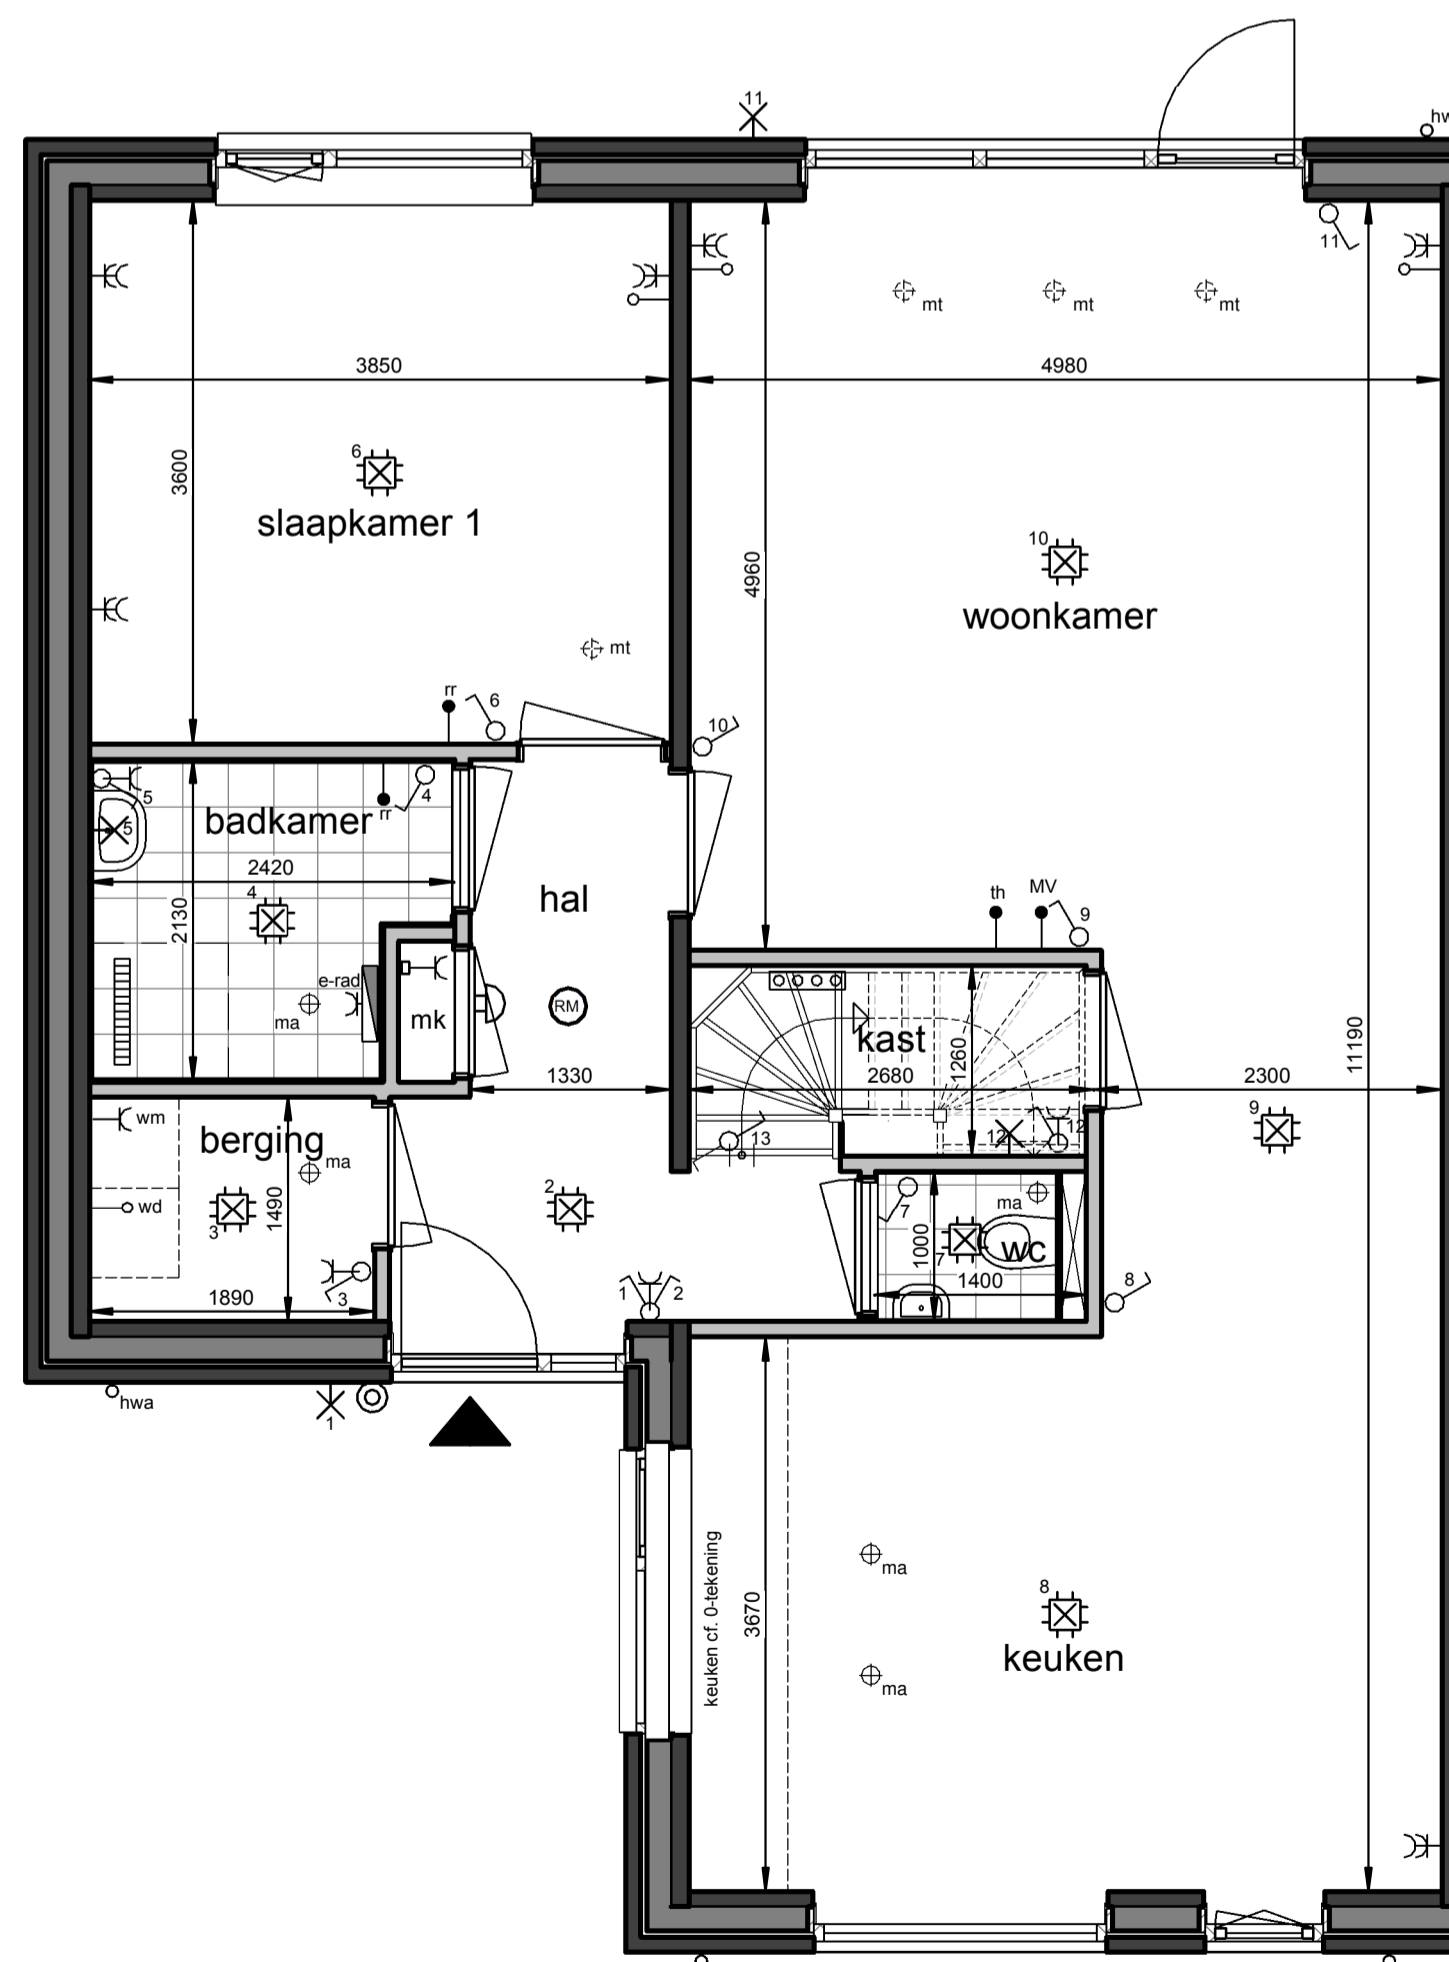 11
hw
11
mt
mt
mt
3850
4980
6
3600
slaapkamer 1
10
4960
woonkamer
mt
rr
6
10
5
4
rr
badkamer
5
2420
4
2130
hal
th
MV
9
e-rad
ma
mk
RM
kast
1260
11190
1330
2680
2300
9
wm
berging
ma
13
12
12
2
wd
3
1490
ma
7
1000
7
wc
1400
8
1890
3
1
2
hwa
1
keuken cf. 0-tekening
ma
3670
8
keuken
ma